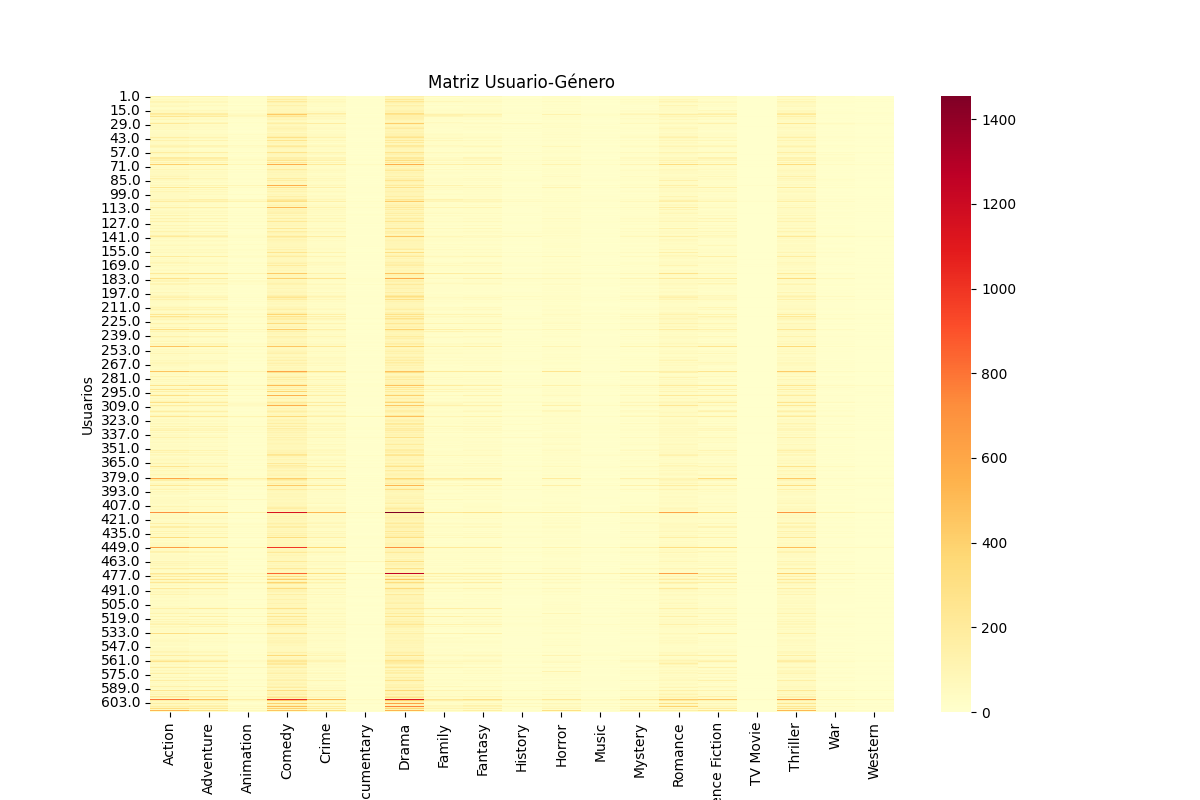 Matriz Usuario-Género
Usuarios
1.0
15.0
29.0
43.0
57.0
71.0
85.0
99.0
113.0
127.0
141.0
155.0
169.0
183.0
197.0
211.0
225.0
239.0
253.0
267.0
281.0
295.0
309.0
323.0
337.0
351.0
365.0
379.0
393.0
407.0
421.0
435.0
449.0
463.0
477.0
491.0
505.0
519.0
533.0
547.0
561.0
575.0
589.0
603.0
Action
Adventure
Animation
Comedy
Crime
cumentary
Drama
Family
Fantasy
History
Horror
Music
Mystery
Romance
ence Fiction
TV Movie
Thriller
War
Western
1400
1200
1000
800
600
400
200
0